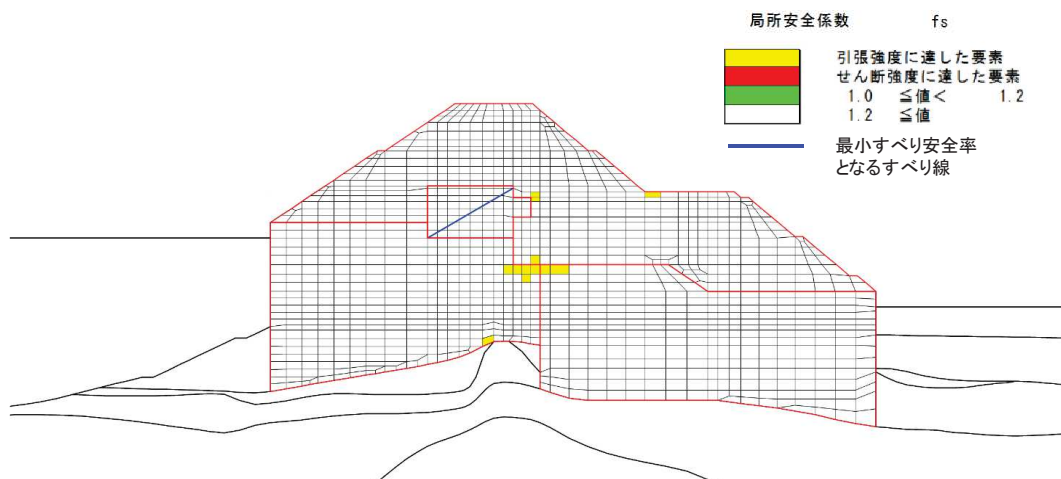 局所安全係数 fs
引張強度に達した要素
せん断強度に達した要素
1.0 ≦値< 1.2
1.2 ≦値
最小すべり安全率
となるすべり線